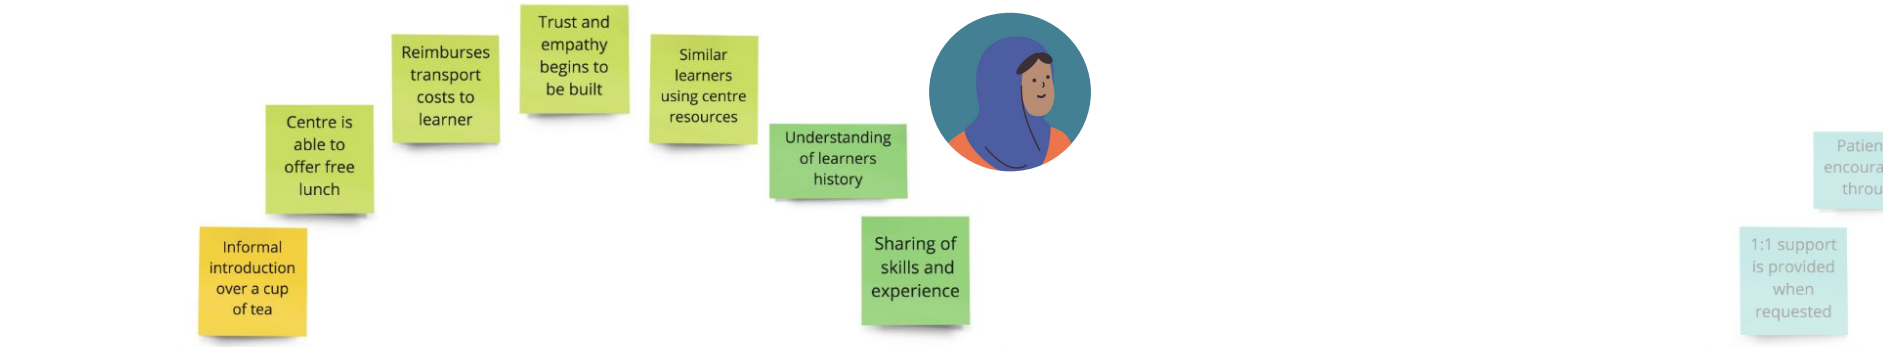 Informal
introduction
over a cup
of tea
Centre is
able to
offer free
lunch
Reimburses
transport
costs to
learner
Trust and
empathy
begins to
be built
Similar
learners
using centre
resources
Understanding
of learners
history
Sharing of
skills and
experience
1:1 support
is provided
when
requested